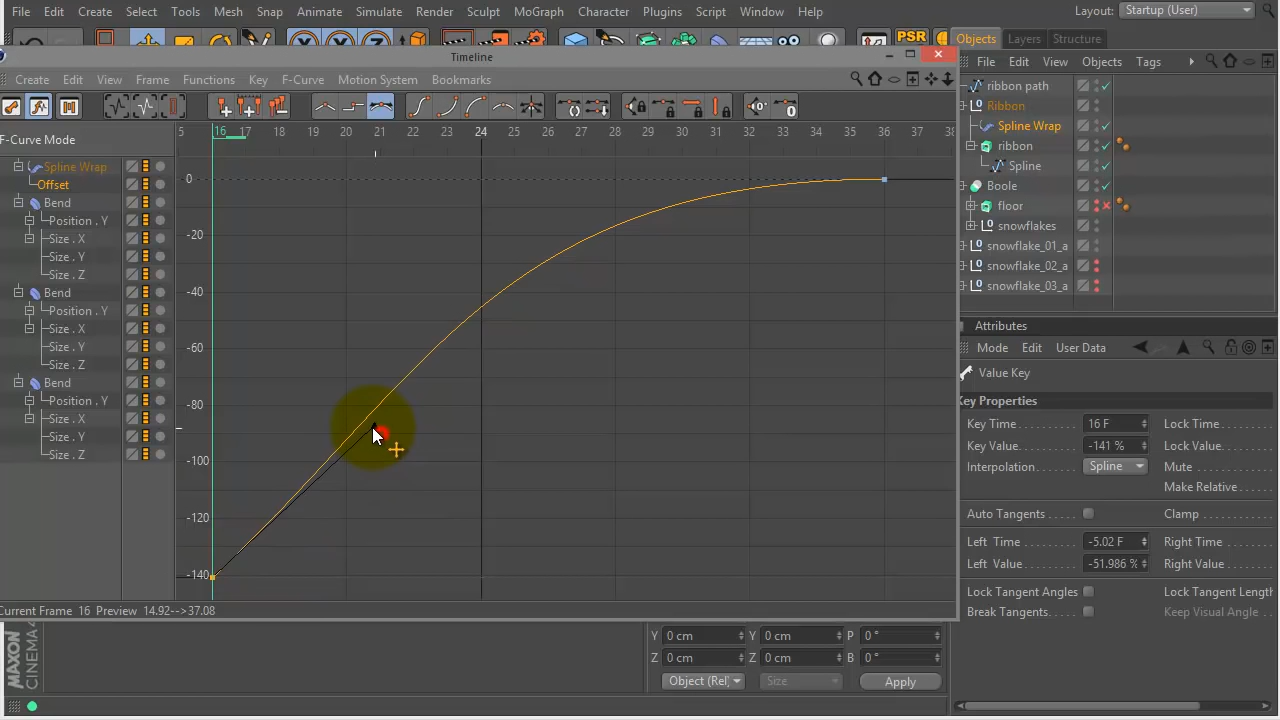 File Edit Create Select Tools Mesh Snap Animate Simulate Render Sculpt MoGraph Character Plugins Script Window Help
Layout: Startup (User)
PSR
Timeline
Create Edit View Frame Functions Key F-Curve Motion System Bookmarks
0 0
F-Curve Mode
Spline Wrap
Offset
Bend
Position . Y
Size . X
Size . Y
Size . Z
Bend
Position . Y
Size . X
Size . Y
Size . Z
Bend
Position . Y
Size . X
Size . Y
Size . Z
5 16 17 18 19 20 21 22 23 24 25 26 27 28 29 30 31 32 33 34 35 36 37 38
0
-20
-40
-60
-80
-100
-120
-140
Current Frame 16 Preview 14.92-->37.08
Objects Layers Structure
File Edit View Objects Tags
ribbon path
Ribbon
Spline Wrap
ribbon
Spline
Boole
floor
snowflakes
snowflake_01_a
snowflake_02_a
snowflake_03_a
Attributes
Mode Edit User Data
Value Key
Key Properties
Key Time 16 F Lock Time
Key Value -141 % Lock Value
Interpolation Spline Mute
Make Relative
Auto Tangents Clamp
Left Time -5.02 F Right Time
Left Value -51.986 % Right Value
Lock Tangent Angles Lock Tangent Length
Break Tangents Keep Visual Angle
Y 0 cm Y 0 cm P 0 °
Z 0 cm Z 0 cm B 0 °
Object (Rel) Size Apply
MAXON
CINEMA 4